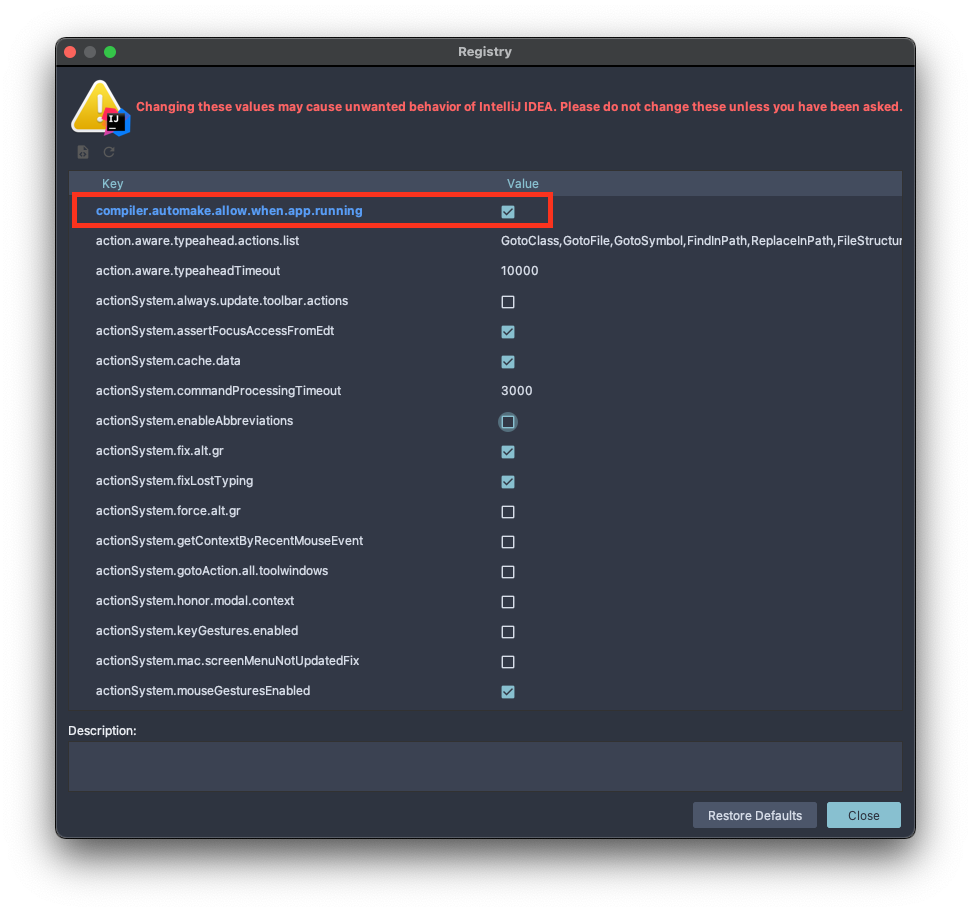 Registry
IJ
Changing these values may cause unwanted behavior of IntelliJ IDEA. Please do not change these unless you have been asked.
Key Value
compiler.automake.allow.when.app.running
action.aware.typeahead.actions.list GotoClass,GotoFile,GotoSymbol,FindInPath,ReplaceInPath,FileStructur
action.aware.typeaheadTimeout 10000
actionSystem.always.update.toolbar.actions
actionSystem.assertFocusAccessFromEdt
actionSystem.cache.data
actionSystem.commandProcessingTimeout 3000
actionSystem.enableAbbreviations
actionSystem.fix.alt.gr
actionSystem.fixLostTyping
actionSystem.force.alt.gr
actionSystem.getContextByRecentMouseEvent
actionSystem.gotoAction.all.toolwindows
actionSystem.honor.modal.context
actionSystem.keyGestures.enabled
actionSystem.mac.screenMenuNotUpdatedFix
actionSystem.mouseGesturesEnabled
Description:
Restore Defaults Close